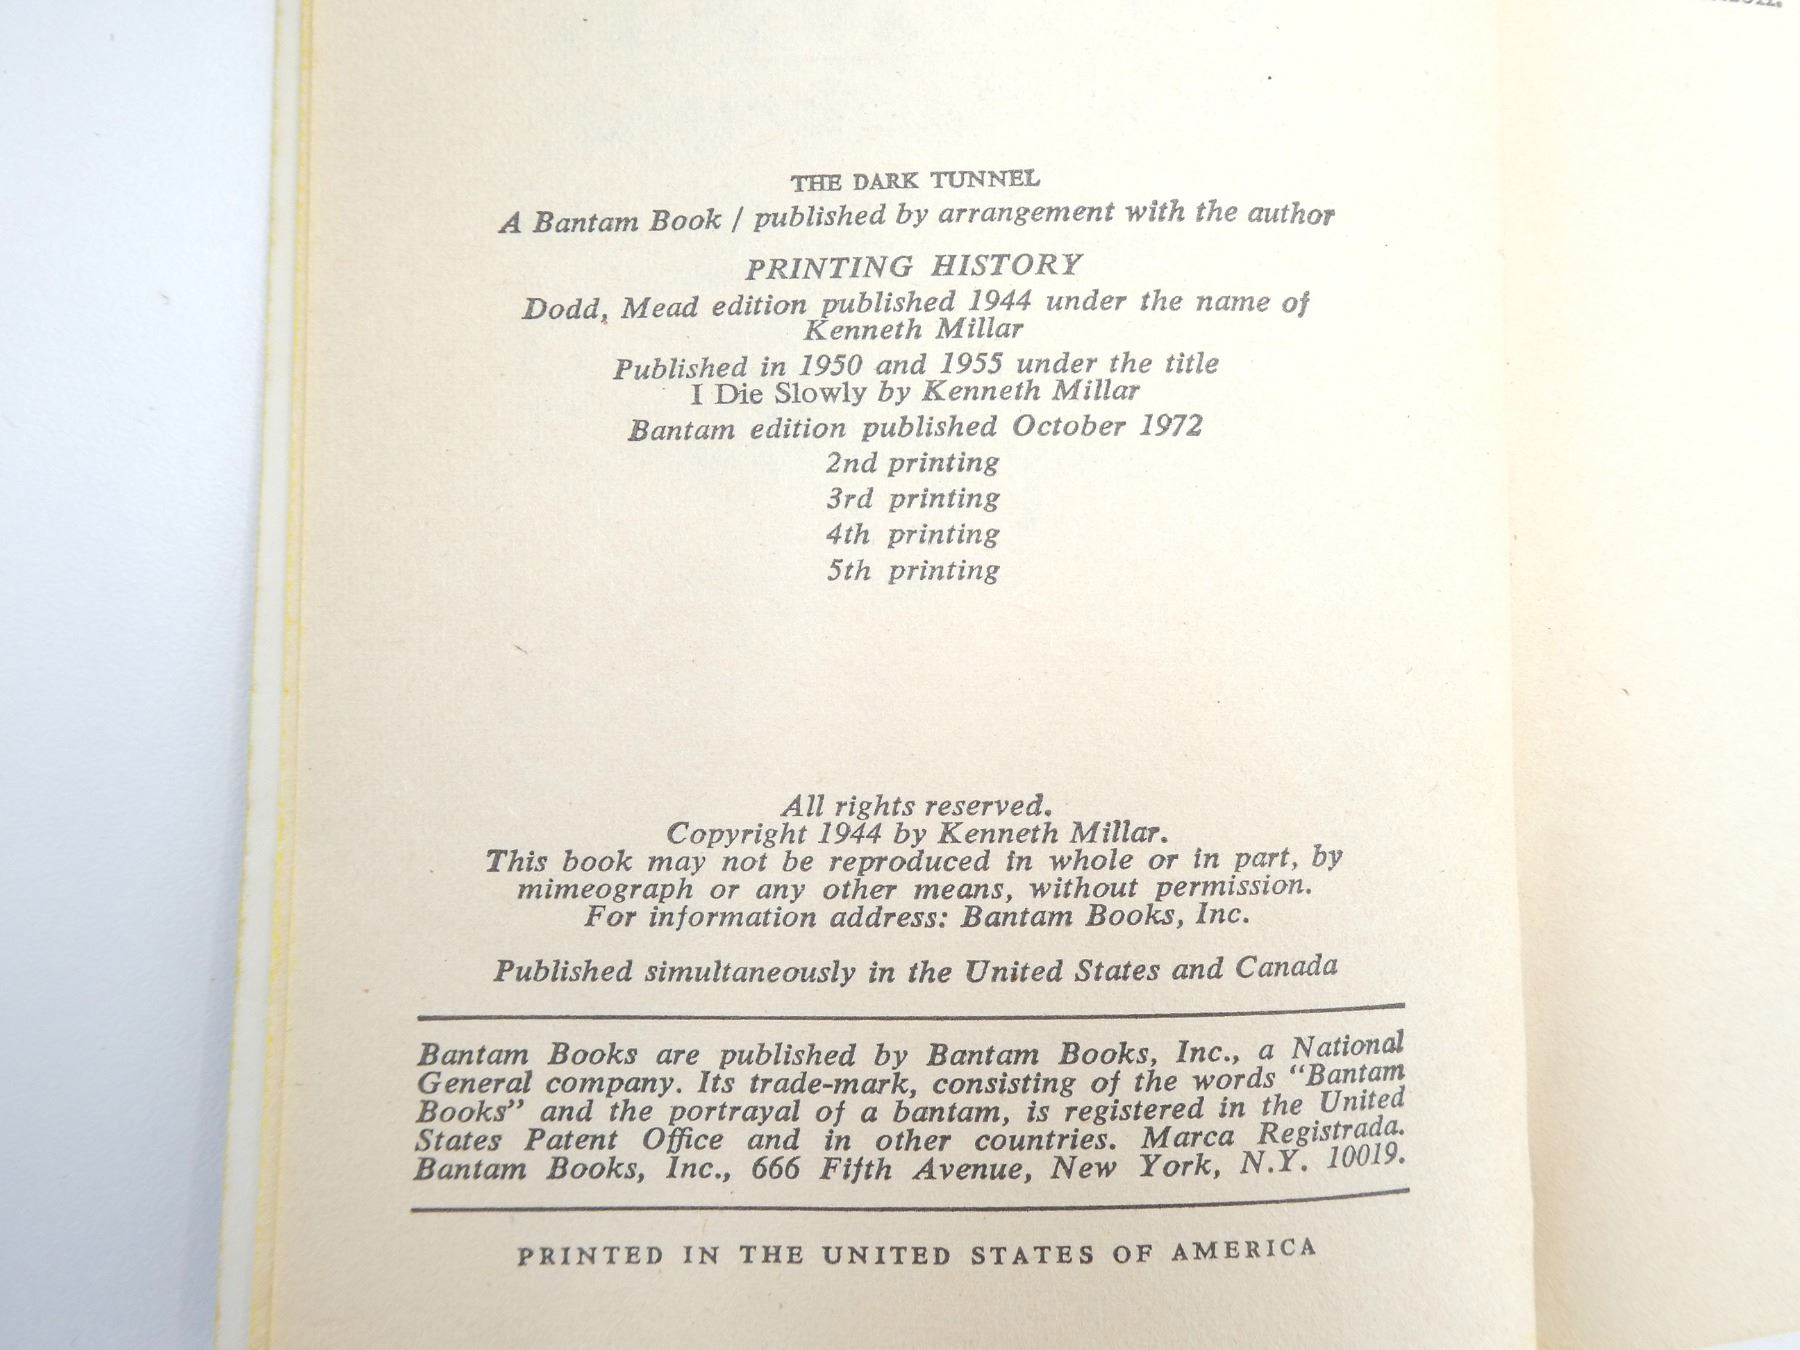 THE DARK TUNNEL
A Bantam Book / published by arrangement with the author
PRINTING HISTORY
Dodd, Mead edition published 1944 under the name of
Kenneth Millar
Published in 1950 and 1955 under the title
I Die Slowly by Kenneth Millar
Bantam edition published October 1972
2nd printing
3rd printing
4th printing
5th printing
All rights reserved.
Copyright 1944 by Kenneth Millar.
This book may not be reproduced in whole or in part, by
mimeograph or any other means, without permission.
For information address: Bantam Books, Inc.
Published simultaneously in the United States and Canada
Bantam Books are published by Bantam Books, Inc., a National
General company. Its trade-mark, consisting of the words “Bantam
Books” and the portrayal of a bantam, is registered in the United
States Patent Office and in other countries. Marca Registrada.
Bantam Books, Inc., 666 Fifth Avenue, New York, N.Y. 10019.
PRINTED IN THE UNITED STATES OF AMERICA